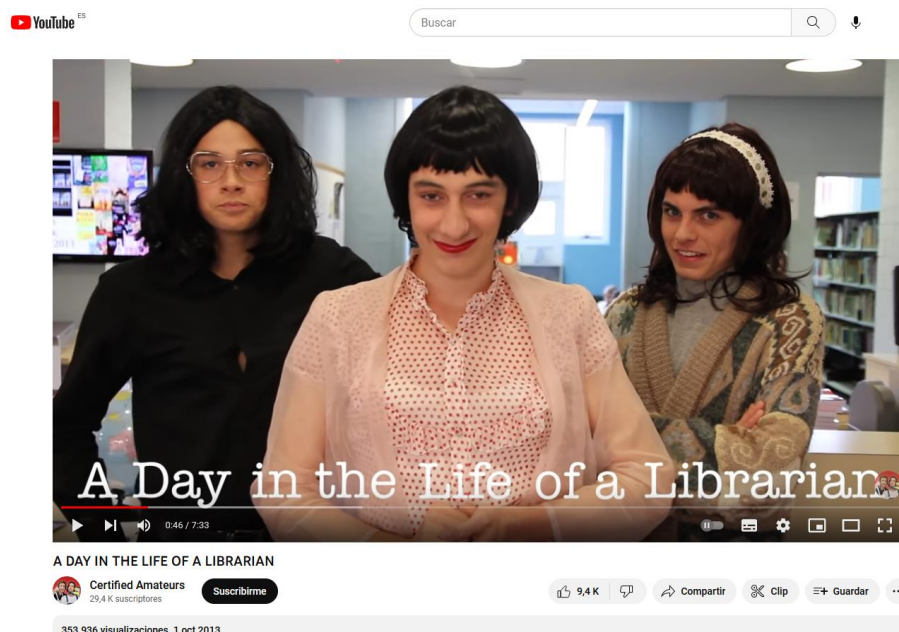 YouTube ES
Buscar
2013
A Day in the Life of a Librarian
0:46 / 7:33
A DAY IN THE LIFE OF A LIBRARIAN
Certified Amateurs
29,4 K suscriptores
Suscribirme
9,4 K
Compartir
Clip
Guardar
353.936 visualizaciones 1 oct 2013